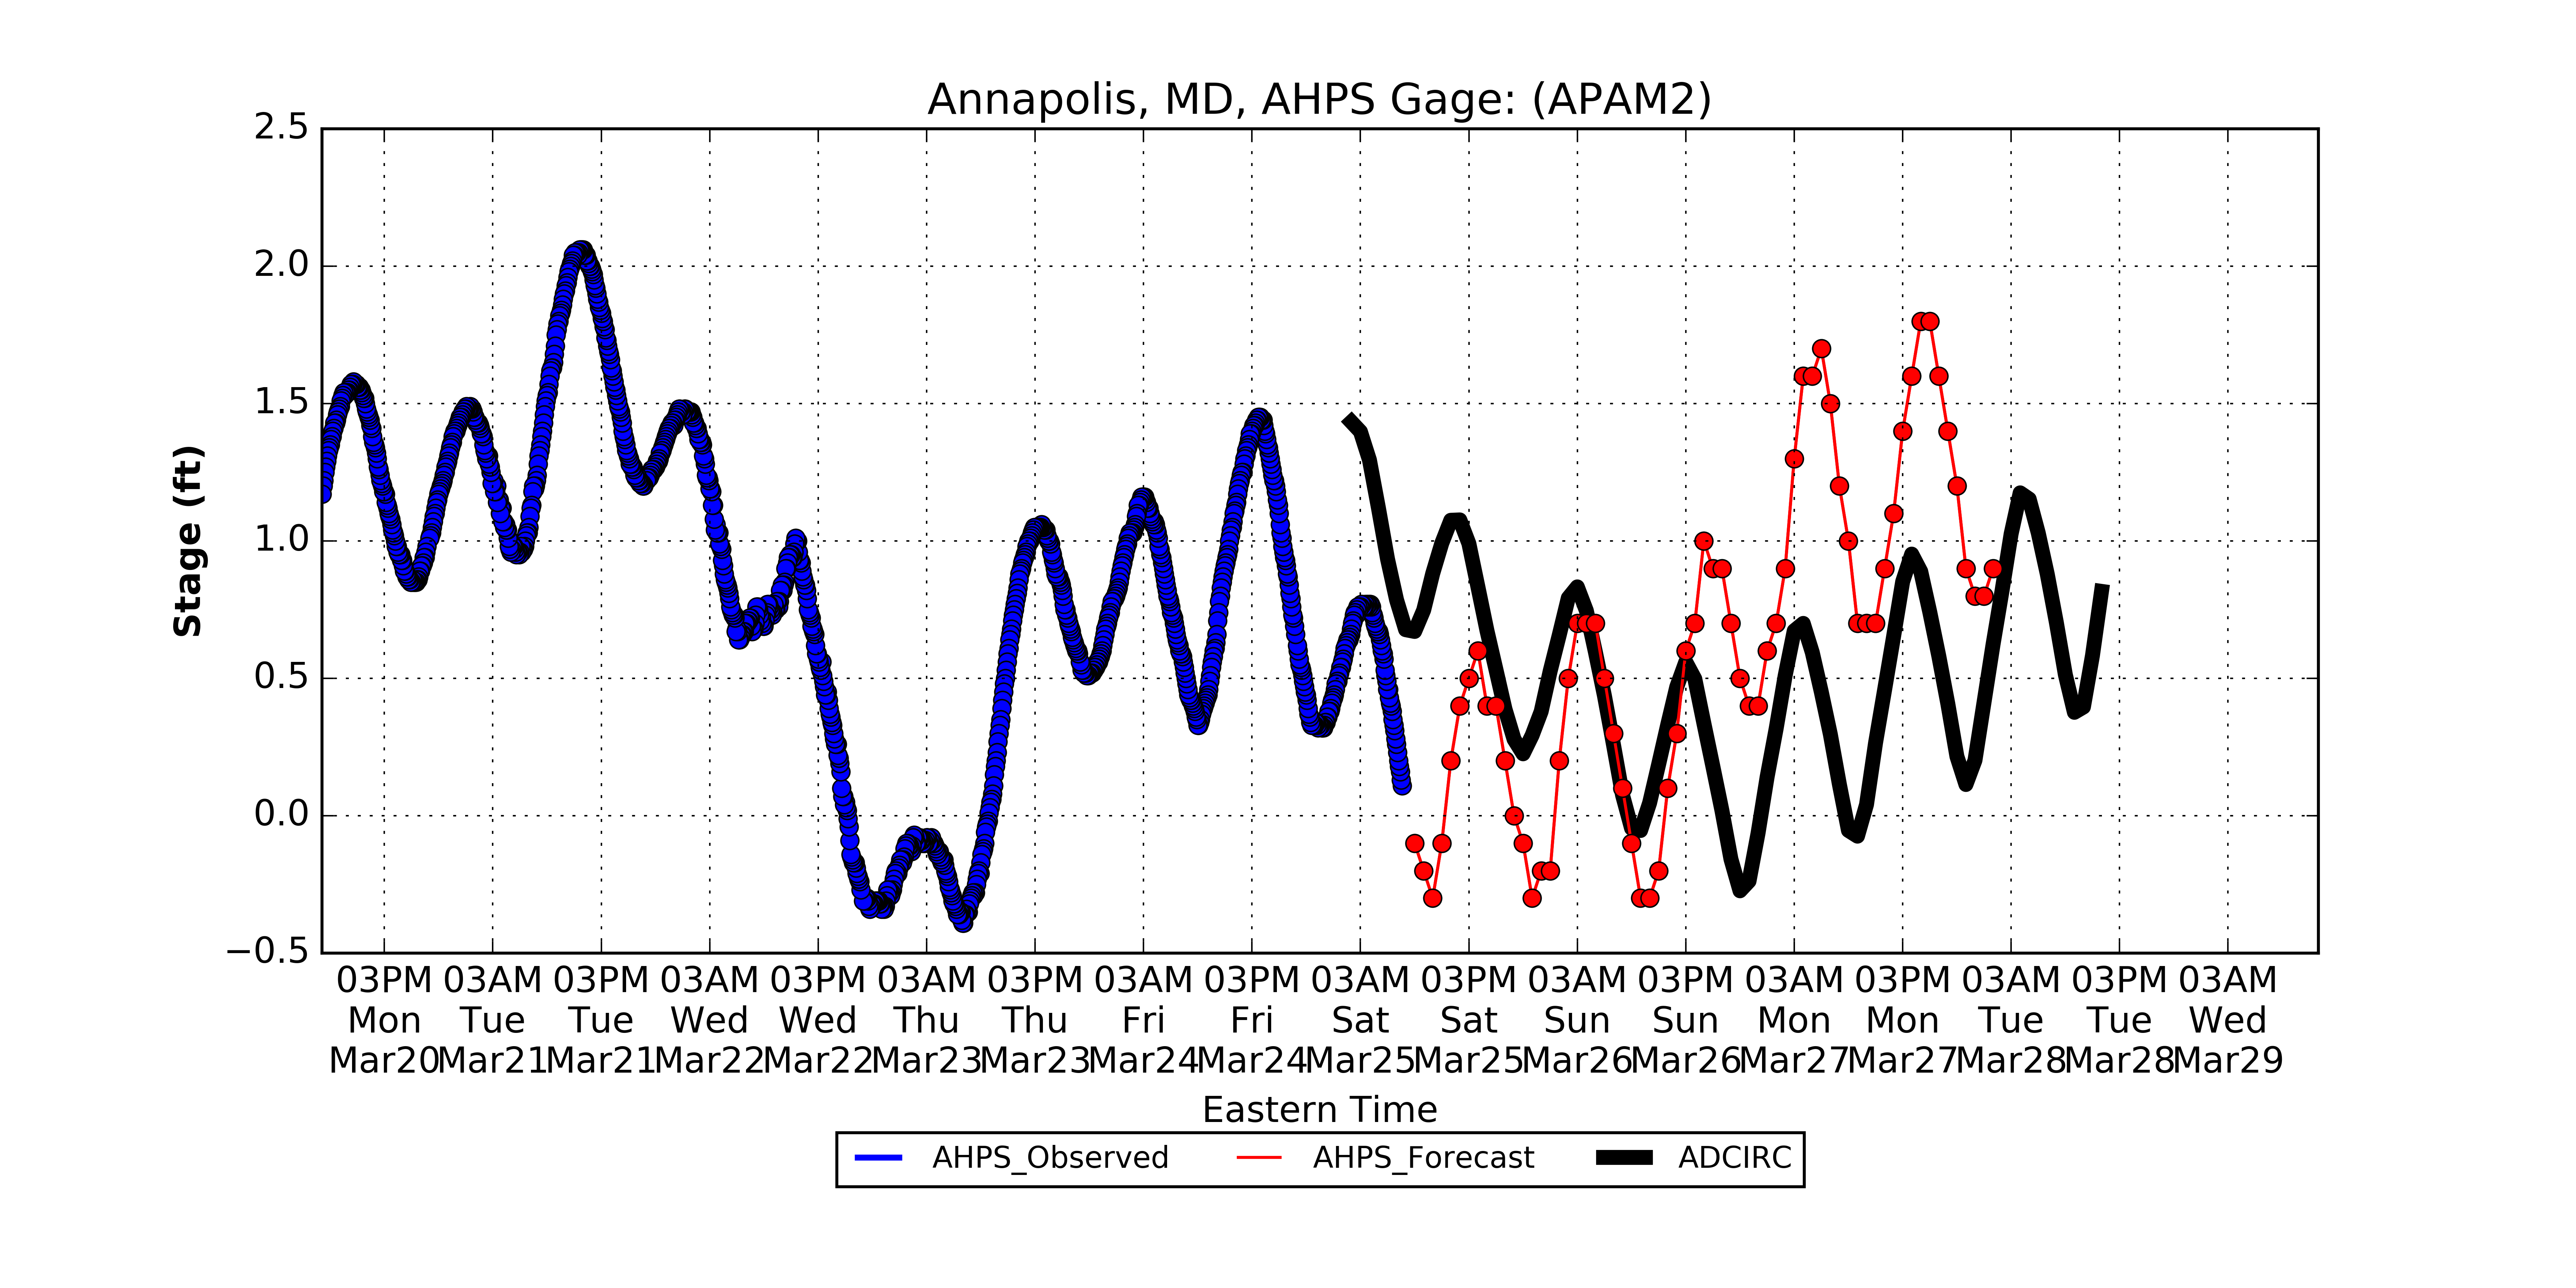 Annapolis, MD, AHPS Gage: (APAM2)
2.5
2.0
1.5
1.0
0.5
0.0
−0.5
Stage (ft)
03PM 03AM 03PM 03AM 03PM 03AM 03PM 03AM 03PM 03AM 03PM 03AM 03PM 03AM 03PM 03AM 03PM 03AM
Mon Tue Tue Wed Wed Thu Thu Fri Fri Sat Sat Sun Sun Mon Mon Tue Tue Wed
Mar20 Mar21 Mar21 Mar22 Mar22 Mar23 Mar23 Mar24 Mar24 Mar25 Mar25 Mar26 Mar26 Mar27 Mar27 Mar28 Mar28 Mar29
Eastern Time
AHPS_Observed AHPS_Forecast ADCIRC